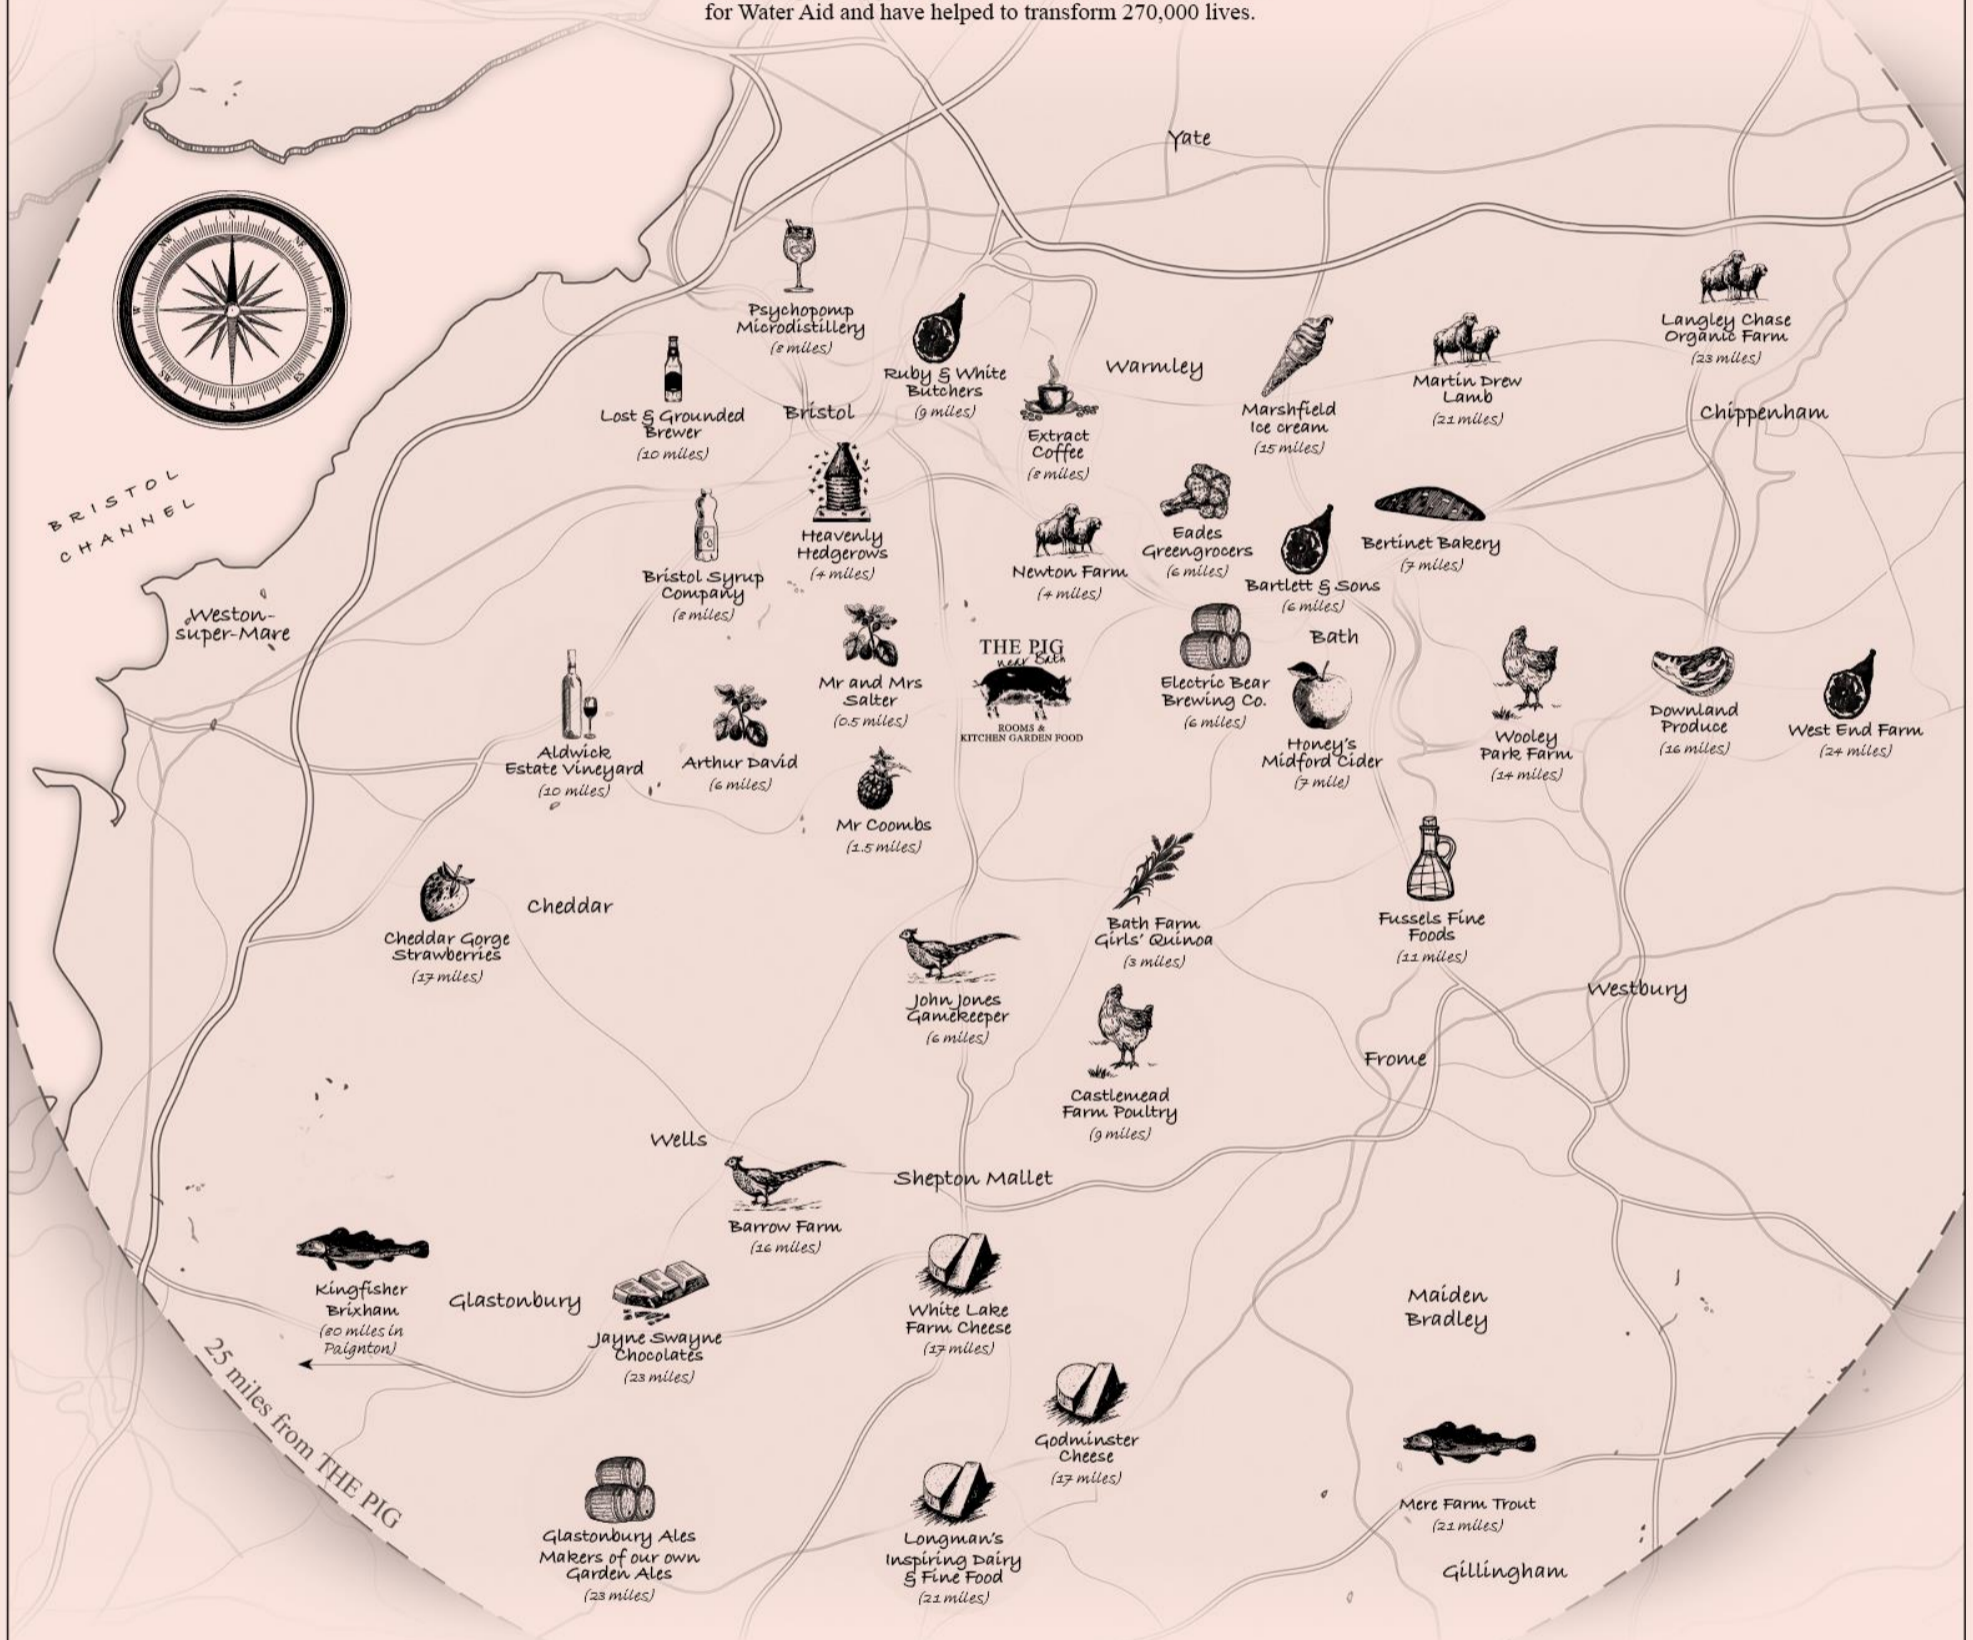 for Water Aid and have helped to transform 270,000 lives.
Yate
N
NE
E
ES
S
SW
W
NW
Psychopomp
Microdistillery
(8 miles)
Langley Chase
Organic Farm
(23 miles)
Ruby & White
Butchers
(9 miles)
Warmley
Martin Drew
Lamb
(21 miles)
Lost & Grounded
Brewer
(10 miles)
Bristol
Marshfield
Ice cream
(15 miles)
Chippenham
Extract
Coffee
(8 miles)
BRISTOL
CHANNEL
Heavenly
Hedgerows
(4 miles)
Eades
Greengrocers
(6 miles)
Bertinet Bakery
(7 miles)
Bristol Syrup
Company
(8 miles)
Newton Farm
(4 miles)
Bartlett & Sons
(6 miles)
Weston-
super-Mare
Bath
THE PIG
near Bath
ROOMS &
KITCHEN GARDEN FOOD
Mr and Mrs
Salter
(0.5 miles)
Electric Bear
Brewing Co.
(6 miles)
Downland
Produce
(16 miles)
West End Farm
(24 miles)
Aldwick
Estate Vineyard
(10 miles)
Arthur David
(6 miles)
Honey's
Midford Cider
(7 mile)
Wooley
Park Farm
(14 miles)
Mr Coombs
(1.5 miles)
Cheddar
Cheddar Gorge
Strawberries
(17 miles)
Bath Farm
Girls' Quinoa
(3 miles)
Fussels Fine
Foods
(11 miles)
John Jones
Gamekeeper
(6 miles)
Westbury
Frome
Castlemead
Farm Poultry
(9 miles)
Wells
Shepton Mallet
Barrow Farm
(16 miles)
Kingfisher
Brixham
(80 miles in
Paignton)
Glastonbury
Jayne Swayne
Chocolates
(23 miles)
White Lake
Farm Cheese
(17 miles)
Maiden
Bradley
25 miles from THE PIG
Godminster
Cheese
(17 miles)
Mere Farm Trout
(21 miles)
Glastonbury Ales
Makers of our own
Garden Ales
(23 miles)
Longman's
Inspiring Dairy
& Fine Food
(21 miles)
Gillingham